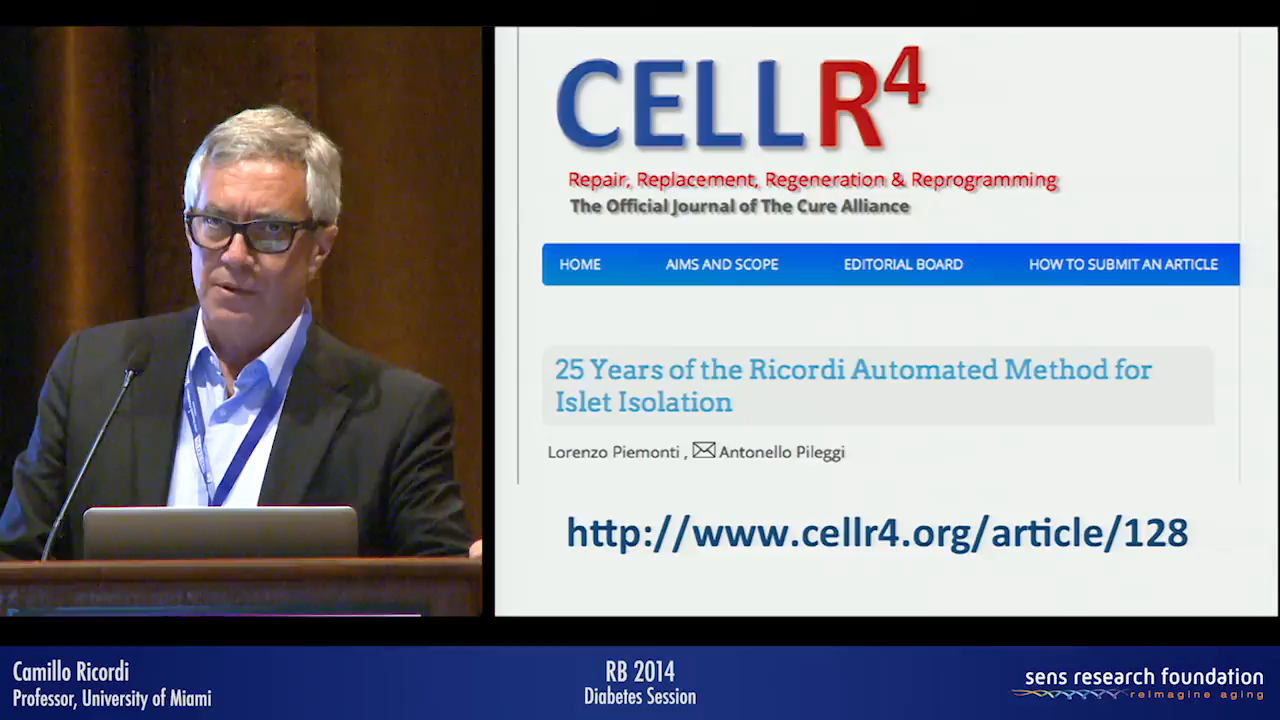 CELLR4
Repair, Replacement, Regeneration & Reprogramming
The Official Journal of The Cure Alliance
HOME AIMS AND SCOPE EDITORIAL BOARD HOW TO SUBMIT AN ARTICLE
25 Years of the Ricordi Automated Method for
Islet Isolation
Lorenzo Piemonti , Antonello Pileggi
http://www.cellr4.org/article/128
Camillo Ricordi
Professor, University of Miami
RB 2014
Diabetes Session
sens research foundation
reimagine aging